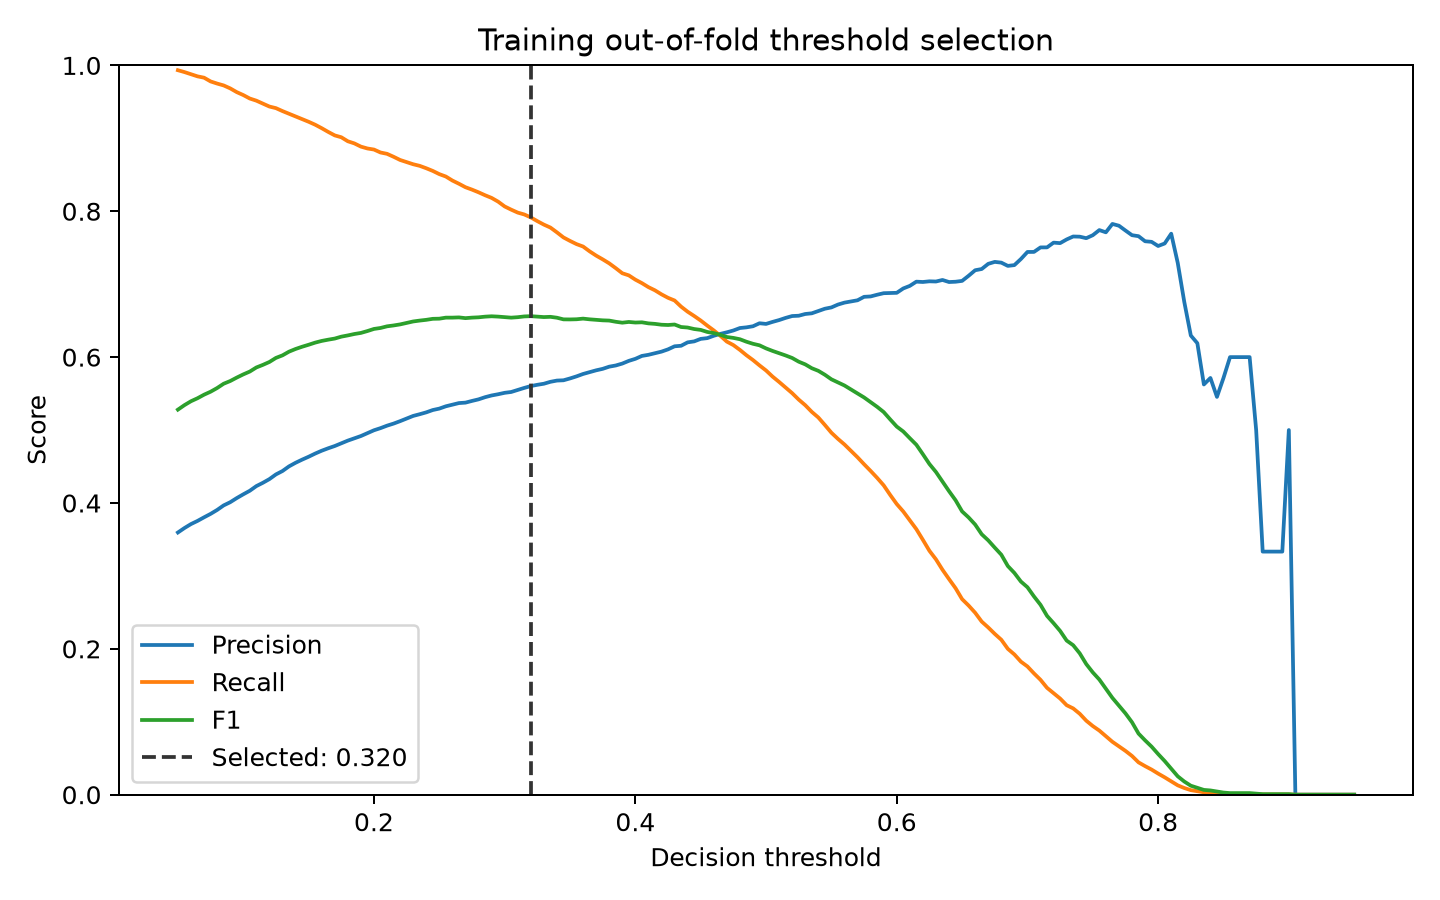 Training out-of-fold threshold selection
1.0
0.8
0.6
0.4
0.2
0.0
Score
Precision
Recall
F1
Selected: 0.320
0.2 0.4 0.6 0.8
Decision threshold